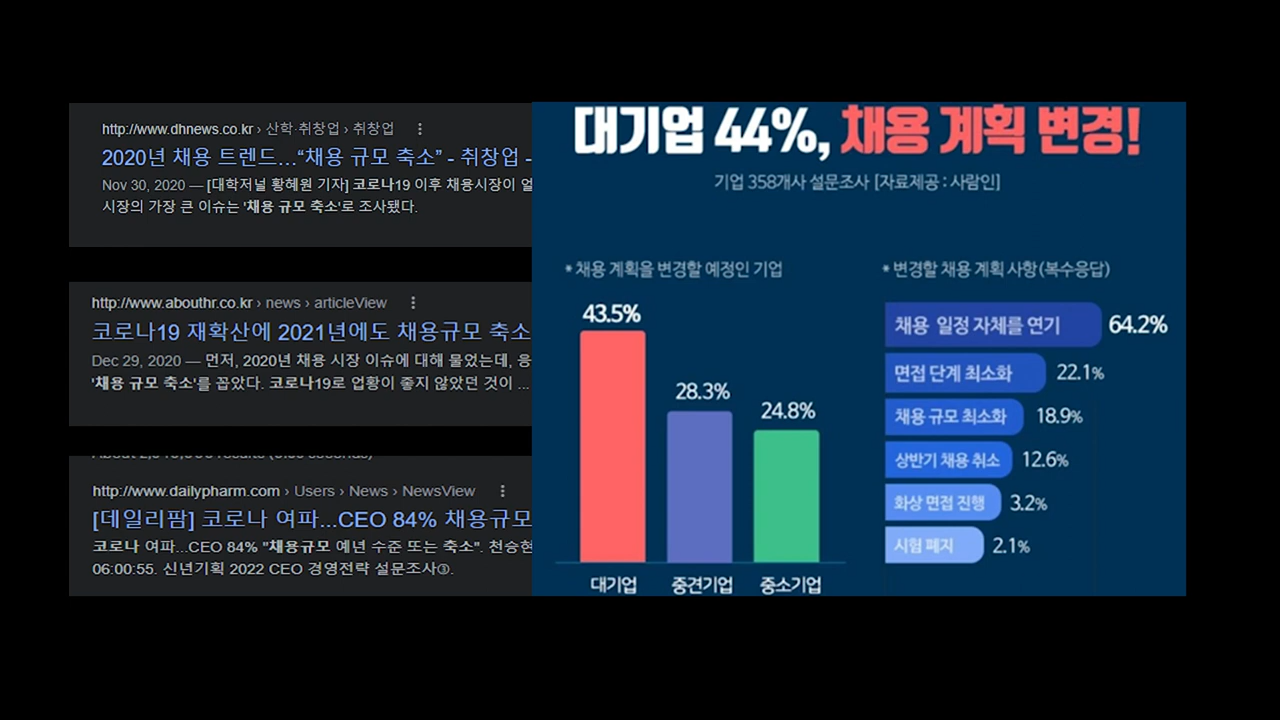 http://www.dhnews.co.kr › 산학·취창업 › 취창업
2020년 채용 트렌드…“채용 규모 축소” - 취창업 -
Nov 30, 2020 — [대학저널 황혜원 기자] 코로나19 이후 채용시장이 얼
시장의 가장 큰 이슈는 '채용 규모 축소'로 조사됐다.
http://www.abouthr.co.kr › news › articleView
코로나19 재확산에 2021년에도 채용규모 축소
Dec 29, 2020 — 먼저, 2020년 채용 시장 이슈에 대해 물었는데, 응
'채용 규모 축소'를 꼽았다. 코로나19로 업황이 좋지 않았던 것이 ...
http://www.dailypharm.com › Users › News › NewsView
[데일리팜] 코로나 여파...CEO 84% 채용규모
코로나 여파...CEO 84% "채용규모 예년 수준 또는 축소". 천승현
06:00:55. 신년기획 2022 CEO 경영전략 설문조사③.
대기업 44%, 채용 계획 변경!
기업 358개사 설문조사 [자료제공 : 사람인]
* 채용 계획을 변경할 예정인 기업
43.5%
28.3%
24.8%
대기업 중견기업 중소기업
* 변경할 채용 계획 사항(복수응답)
채용 일정 자체를 연기 64.2%
면접 단계 최소화 22.1%
채용 규모 최소화 18.9%
상반기 채용 취소 12.6%
화상 면접 진행 3.2%
시험 폐지 2.1%